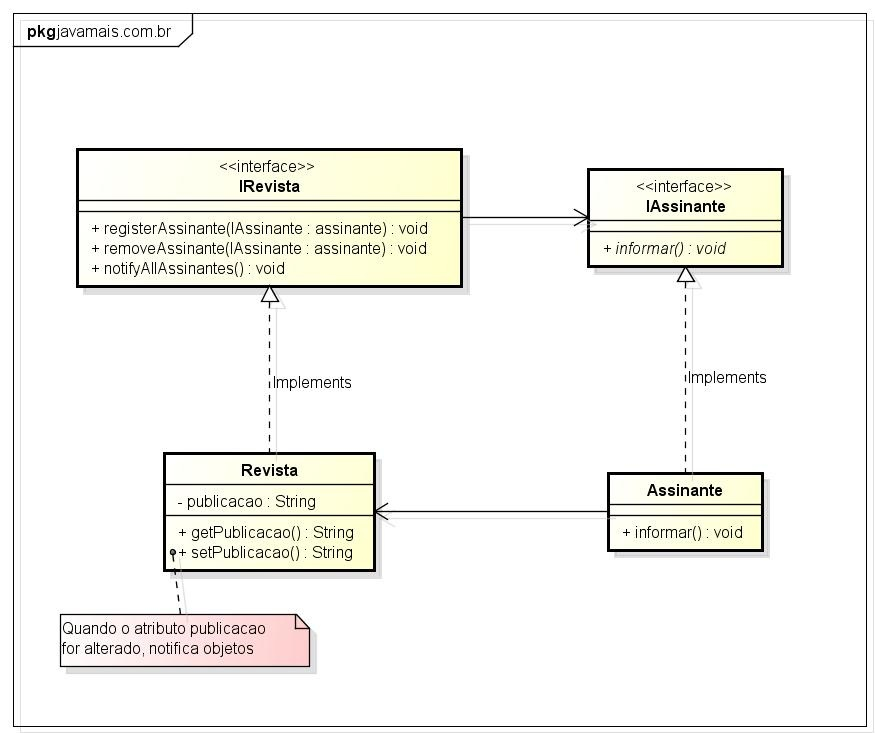 pkgjavamais.com.br
<<interface>>
IRevista
+ registerAssinante(IAssinante : assinante) : void
+ removeAssinante(IAssinante : assinante) : void
+ notifyAllAssinantes() : void
<<interface>>
IAssinante
+ informar() : void
Implements
Implements
Revista
- publicacao : String
+ getPublicacao() : String
+ setPublicacao() : String
Assinante
+ informar() : void
Quando o atributo publicacao
for alterado, notifica objetos